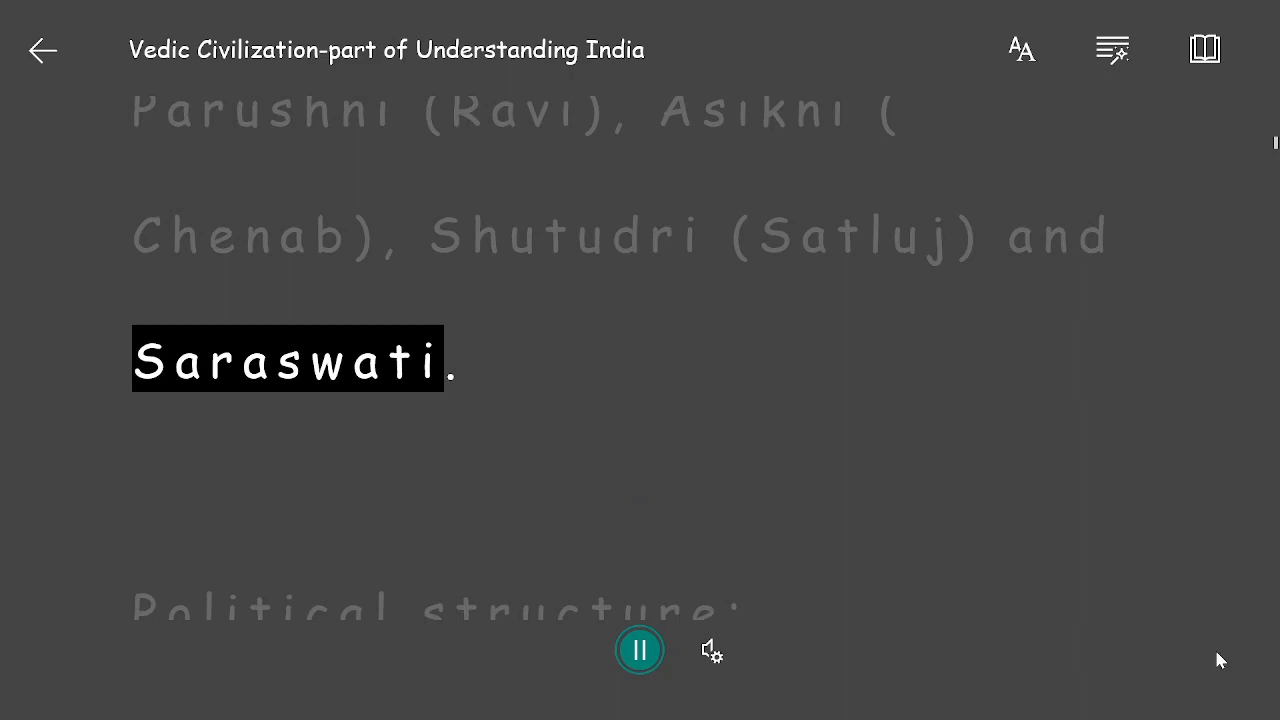 Vedic Civilization-part of Understanding India
Parushni (Ravi), Asikni (
Chenab), Shutudri (Satluj) and
Saraswati.
Political structure: